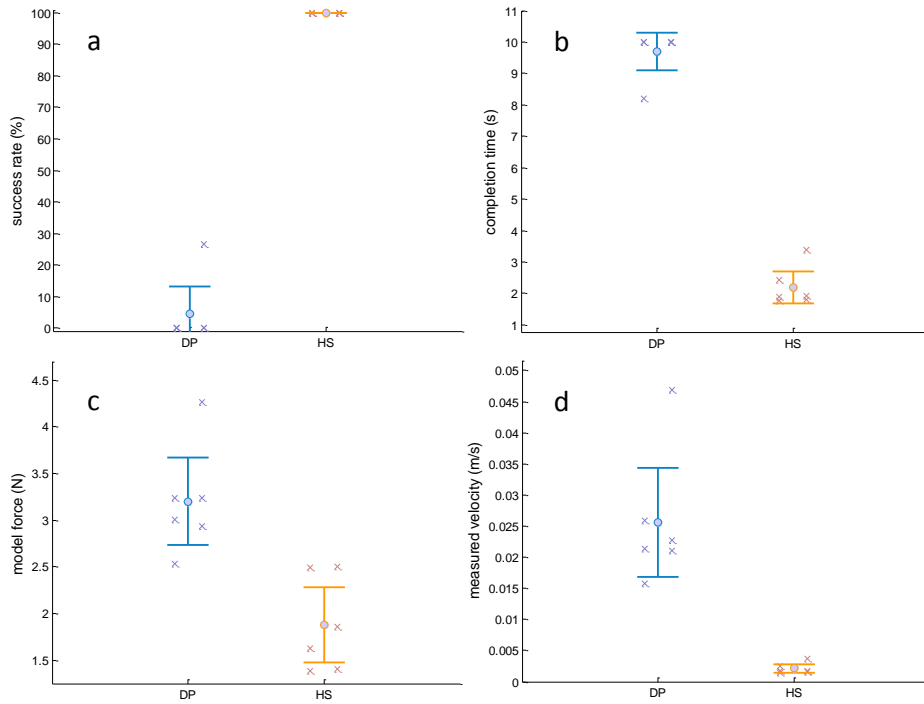 a
success rate (%)
100
90
80
70
60
50
40
30
20
10
0
DP
HS
b
completion time (s)
11
10
9
8
7
6
5
4
3
2
1
DP
HS
c
model force (N)
4.5
4
3.5
3
2.5
2
1.5
DP
HS
d
measured velocity (m/s)
0.05
0.045
0.04
0.035
0.03
0.025
0.02
0.015
0.01
0.005
0
DP
HS